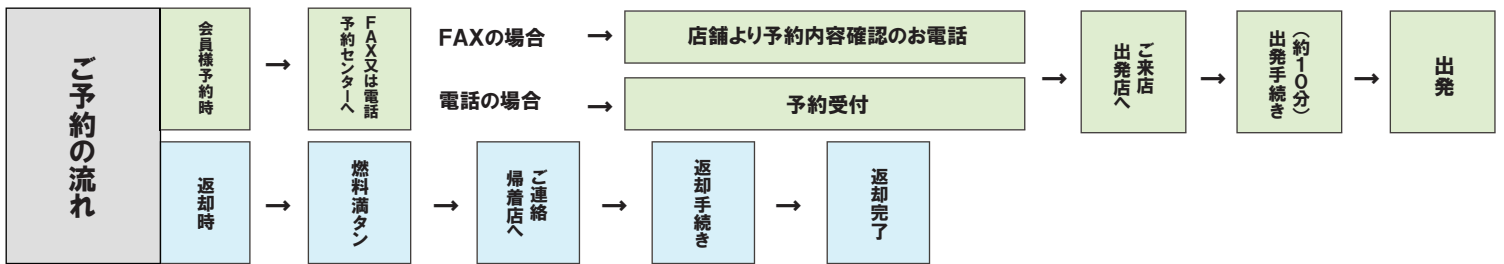 ご予約の流れ
会員様予約時
→
FAX又は電話
予約センターへ
FAXの場合
→
店舗より予約内容確認のお電話
電話の場合
→
予約受付
→
ご来店
出発店へ
→
（約10分）
出発手続き
→
出発
返却時
→
燃料満タン
→
ご連絡
帰着店へ
→
返却手続き
→
返却完了